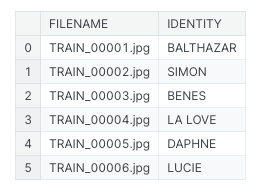 FILENAME IDENTITY
0 TRAIN_00001.jpg BALTHAZAR
1 TRAIN_00002.jpg SIMON
2 TRAIN_00003.jpg BENES
3 TRAIN_00004.jpg LA LOVE
4 TRAIN_00005.jpg DAPHNE
5 TRAIN_00006.jpg LUCIE